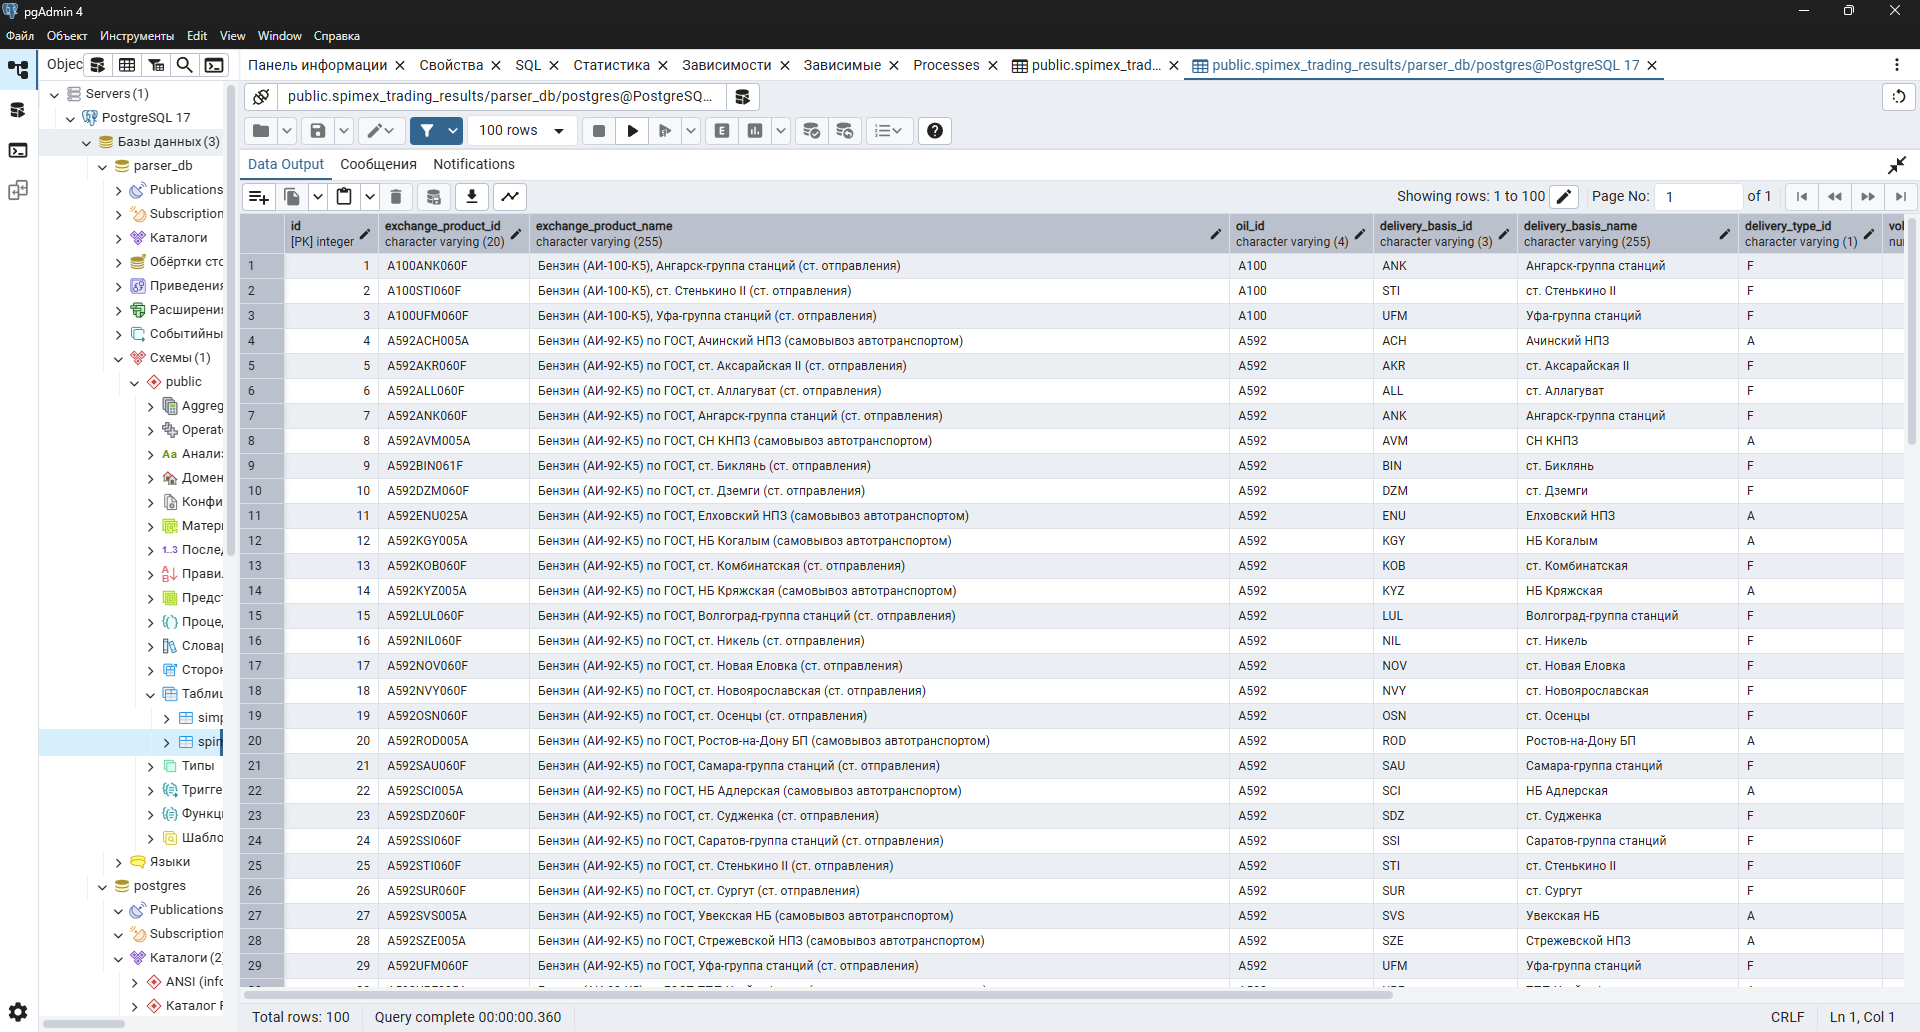 pgAdmin 4
Файл Объект Инструменты Edit View Window Справка
Objec
Панель информации Свойства SQL Статистика Зависимости Зависимые Processes public.spimex_trad... public.spimex_trading_results/parser_db/postgres@PostgreSQL 17
public.spimex_trading_results/parser_db/postgres@PostgreSQ...
100 rows
Data Output Сообщения Notifications
Showing rows: 1 to 100 Page No: 1 of 1
Servers (1)
PostgreSQL 17
Базы данных (3)
parser_db
Publications
Subscription
Каталоги
Обёртки стс
Приведения
Расширени
Событийны
Схемы (1)
public
Aggreg
Operat
Aa Анали
Домен
Конфи
Матери
1..3 После
Прави
Предс
Проце
Слова
Сторон
Таблиц
simp
spin
Типы
Тригге
Функц
Шабло
Языки
postgres
Publications
Subscription
Каталоги (2
ANSI (infc
Каталог F
id exchange_product_id exchange_product_name oil_id delivery_basis_id delivery_basis_name delivery_type_id vol
[PK] integer character varying (20) character varying (255) character varying (4) character varying (3) character varying (255) character varying (1) nu
1 1 A100ANK060F Бензин (АИ-100-К5), Ангарск-группа станций (ст. отправления) A100 ANK Ангарск-группа станций F
2 2 A100STI060F Бензин (АИ-100-К5), ст. Стенькино II (ст. отправления) A100 STI ст. Стенькино II F
3 3 A100UFM060F Бензин (АИ-100-К5), Уфа-группа станций (ст. отправления) A100 UFM Уфа-группа станций F
4 4 A592ACH005A Бензин (АИ-92-К5) по ГОСТ, Ачинский НПЗ (самовывоз автотранспортом) A592 ACH Ачинский НПЗ A
5 5 A592AKR060F Бензин (АИ-92-К5) по ГОСТ, ст. Аксарайская II (ст. отправления) A592 AKR ст. Аксарайская II F
6 6 A592ALL060F Бензин (АИ-92-К5) по ГОСТ, ст. Аллагуват (ст. отправления) A592 ALL ст. Аллагуват F
7 7 A592ANK060F Бензин (АИ-92-К5) по ГОСТ, Ангарск-группа станций (ст. отправления) A592 ANK Ангарск-группа станций F
8 8 A592AVM005A Бензин (АИ-92-К5) по ГОСТ, СН КНПЗ (самовывоз автотранспортом) A592 AVM СН КНПЗ A
9 9 A592BIN061F Бензин (АИ-92-К5) по ГОСТ, ст. Биклянь (ст. отправления) A592 BIN ст. Биклянь F
10 10 A592DZM060F Бензин (АИ-92-К5) по ГОСТ, ст. Дземги (ст. отправления) A592 DZM ст. Дземги F
11 11 A592ENU025A Бензин (АИ-92-К5) по ГОСТ, Елховский НПЗ (самовывоз автотранспортом) A592 ENU Елховский НПЗ A
12 12 A592KGY005A Бензин (АИ-92-К5) по ГОСТ, НБ Когалым (самовывоз автотранспортом) A592 KGY НБ Когалым A
13 13 A592KOB060F Бензин (АИ-92-К5) по ГОСТ, ст. Комбинатская (ст. отправления) A592 KOB ст. Комбинатская F
14 14 A592KYZ005A Бензин (АИ-92-К5) по ГОСТ, НБ Кряжская (самовывоз автотранспортом) A592 KYZ НБ Кряжская A
15 15 A592LUL060F Бензин (АИ-92-К5) по ГОСТ, Волгоград-группа станций (ст. отправления) A592 LUL Волгоград-группа станций F
16 16 A592NIL060F Бензин (АИ-92-К5) по ГОСТ, ст. Никель (ст. отправления) A592 NIL ст. Никель F
17 17 A592NOV060F Бензин (АИ-92-К5) по ГОСТ, ст. Новая Еловка (ст. отправления) A592 NOV ст. Новая Еловка F
18 18 A592NVY060F Бензин (АИ-92-К5) по ГОСТ, ст. Новоярославская (ст. отправления) A592 NVY ст. Новоярославская F
19 19 A592OSN060F Бензин (АИ-92-К5) по ГОСТ, ст. Осенцы (ст. отправления) A592 OSN ст. Осенцы F
20 20 A592ROD005A Бензин (АИ-92-К5) по ГОСТ, Ростов-на-Дону БП (самовывоз автотранспортом) A592 ROD Ростов-на-Дону БП A
21 21 A592SAU060F Бензин (АИ-92-К5) по ГОСТ, Самара-группа станций (ст. отправления) A592 SAU Самара-группа станций F
22 22 A592SCI005A Бензин (АИ-92-К5) по ГОСТ, НБ Адлерская (самовывоз автотранспортом) A592 SCI НБ Адлерская A
23 23 A592SDZ060F Бензин (АИ-92-К5) по ГОСТ, ст. Судженка (ст. отправления) A592 SDZ ст. Судженка F
24 24 A592SSI060F Бензин (АИ-92-К5) по ГОСТ, Саратов-группа станций (ст. отправления) A592 SSI Саратов-группа станций F
25 25 A592STI060F Бензин (АИ-92-К5) по ГОСТ, ст. Стенькино II (ст. отправления) A592 STI ст. Стенькино II F
26 26 A592SUR060F Бензин (АИ-92-К5) по ГОСТ, ст. Сургут (ст. отправления) A592 SUR ст. Сургут F
27 27 A592SVS005A Бензин (АИ-92-К5) по ГОСТ, Увекская НБ (самовывоз автотранспортом) A592 SVS Увекская НБ A
28 28 A592SZE005A Бензин (АИ-92-К5) по ГОСТ, Стрежевской НПЗ (самовывоз автотранспортом) A592 SZE Стрежевской НПЗ A
29 29 A592UFM060F Бензин (АИ-92-К5) по ГОСТ, Уфа-группа станций (ст. отправления) A592 UFM Уфа-группа станций F
Total rows: 100 Query complete 00:00:00.360 CRLF Ln 1, Col 1